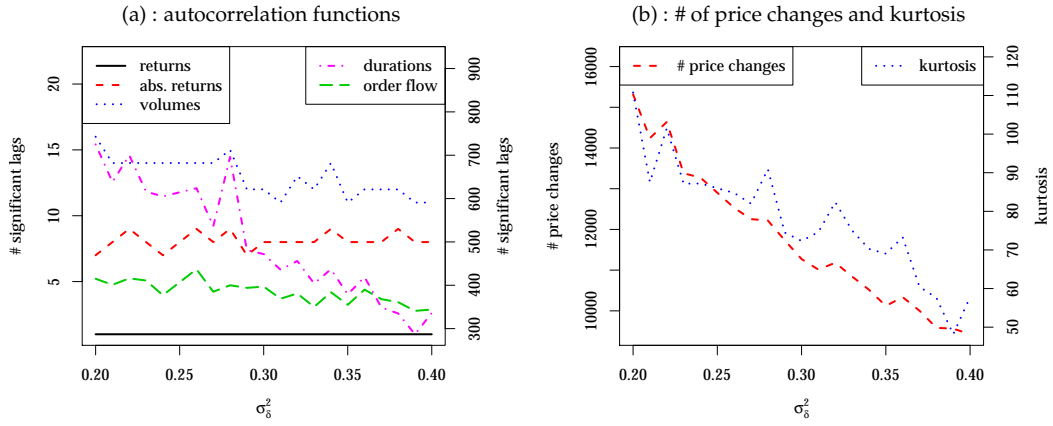 (a) : autocorrelation functions
returns
abs. returns
volumes
durations
order flow
# significant lags
5
10
15
20
# significant lags
300
400
500
600
700
800
900
0.20
0.25
0.30
0.35
0.40
σ²δ
(b) : # of price changes and kurtosis
# price changes
kurtosis
# price changes
10000
12000
14000
16000
kurtosis
50
60
70
80
90
100
110
120
0.20
0.25
0.30
0.35
0.40
σ²δ